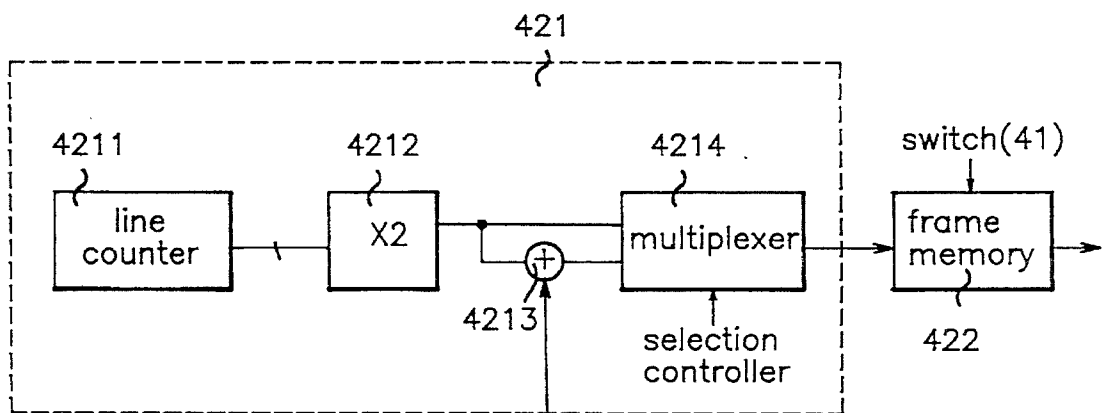 421
4211
4212
4214
switch(41)
line
counter
X2
multiplexer
frame
memory
4213
selection
controller
422